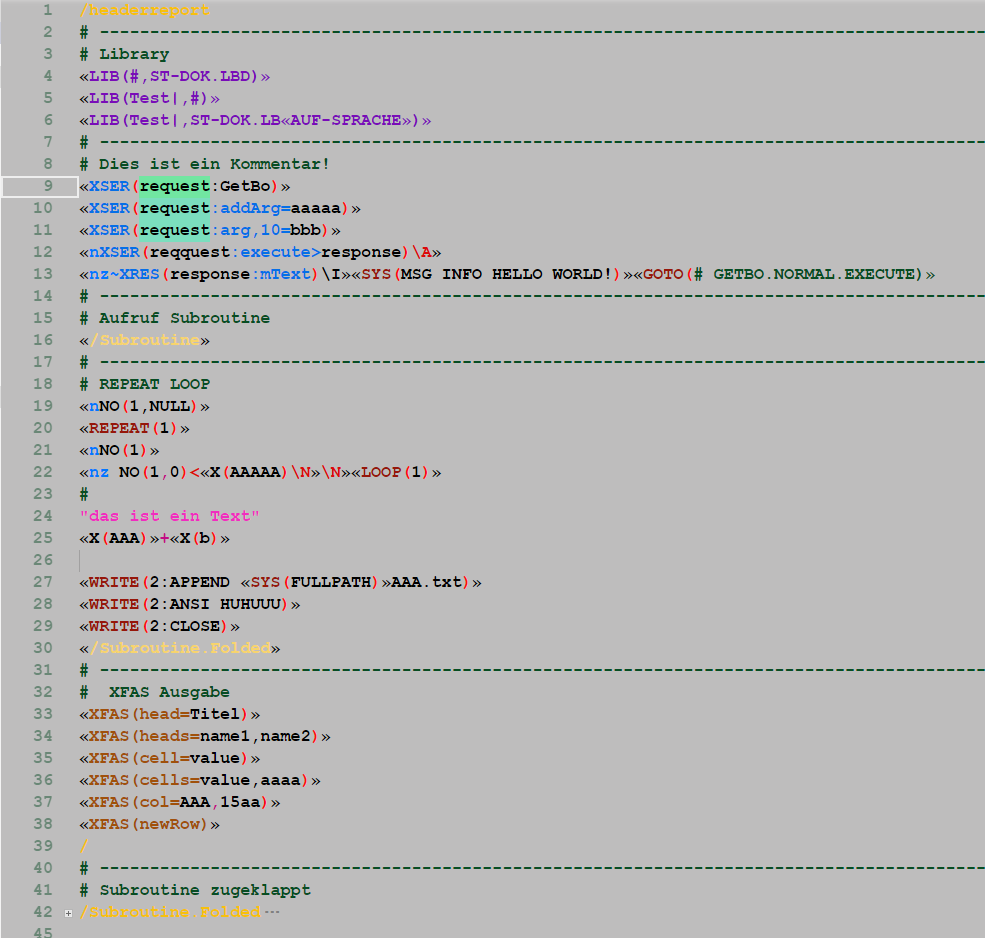 1 /headerreport
2 # -----------------------------------------------------------------------------------------
3 # Library
4 «LIB(#,ST-DOK.LBD)»
5 «LIB(Test|,#)»
6 «LIB(Test|,ST-DOK.LB«AUF-SPRACHE»)»
7 # -----------------------------------------------------------------------------------------
8 # Dies ist ein Kommentar!
9 «XSER(request:GetBo)»
10 «XSER(request:addArg=aaaaa)»
11 «XSER(request:arg,10=bbb)»
12 «nXSER(reqquest:execute>response)\A»
13 «nz~XRES(response:mText)\I»«SYS(MSG INFO HELLO WORLD!)»«GOTO(# GETBO.NORMAL.EXECUTE)»
14 # -----------------------------------------------------------------------------------------
15 # Aufruf Subroutine
16 «/Subroutine»
17 # -----------------------------------------------------------------------------------------
18 # REPEAT LOOP
19 «nNO(1,NULL)»
20 «REPEAT(1)»
21 «nNO(1)»
22 «nz NO(1,0)<«X(AAAAA)\N»\N»«LOOP(1)»
23 #
24 "das ist ein Text"
25 «X(AAA)»+«X(b)»
26
27 «WRITE(2:APPEND «SYS(FULLPATH)»AAA.txt)»
28 «WRITE(2:ANSI HUHUUU)»
29 «WRITE(2:CLOSE)»
30 «/Subroutine.Folded»
31 # -----------------------------------------------------------------------------------------
32 #  XFAS Ausgabe
33 «XFAS(head=Titel)»
34 «XFAS(heads=name1,name2)»
35 «XFAS(cell=value)»
36 «XFAS(cells=value,aaaa)»
37 «XFAS(col=AAA,15aa)»
38 «XFAS(newRow)»
39 /
40 # -----------------------------------------------------------------------------------------
41 # Subroutine zugeklappt
42 /Subroutine.Folded ···
45